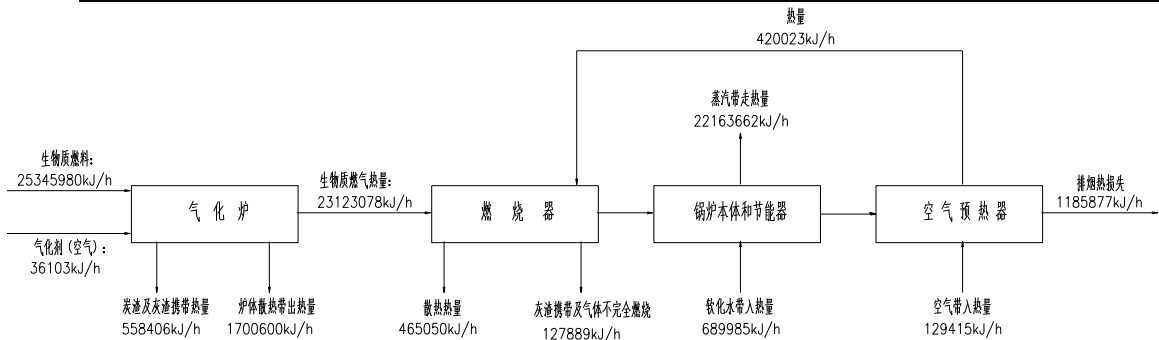 热量
420023kJ/h
蒸汽带走热量
22163662kJ/h
生物质燃料:
25345980kJ/h
生物质燃气热量:
23123078kJ/h
排烟热损失
1185877kJ/h
气化炉
燃烧器
锅炉本体和节能器
空气预热器
气化剂(空气):
36103kJ/h
炭渣及灰渣携带热量
558406kJ/h
炉体散热带出热量
1700600kJ/h
散热热量
465050kJ/h
灰渣携带及气体不完全燃烧
127889kJ/h
软化水带入热量
689985kJ/h
空气带入热量
129415kJ/h